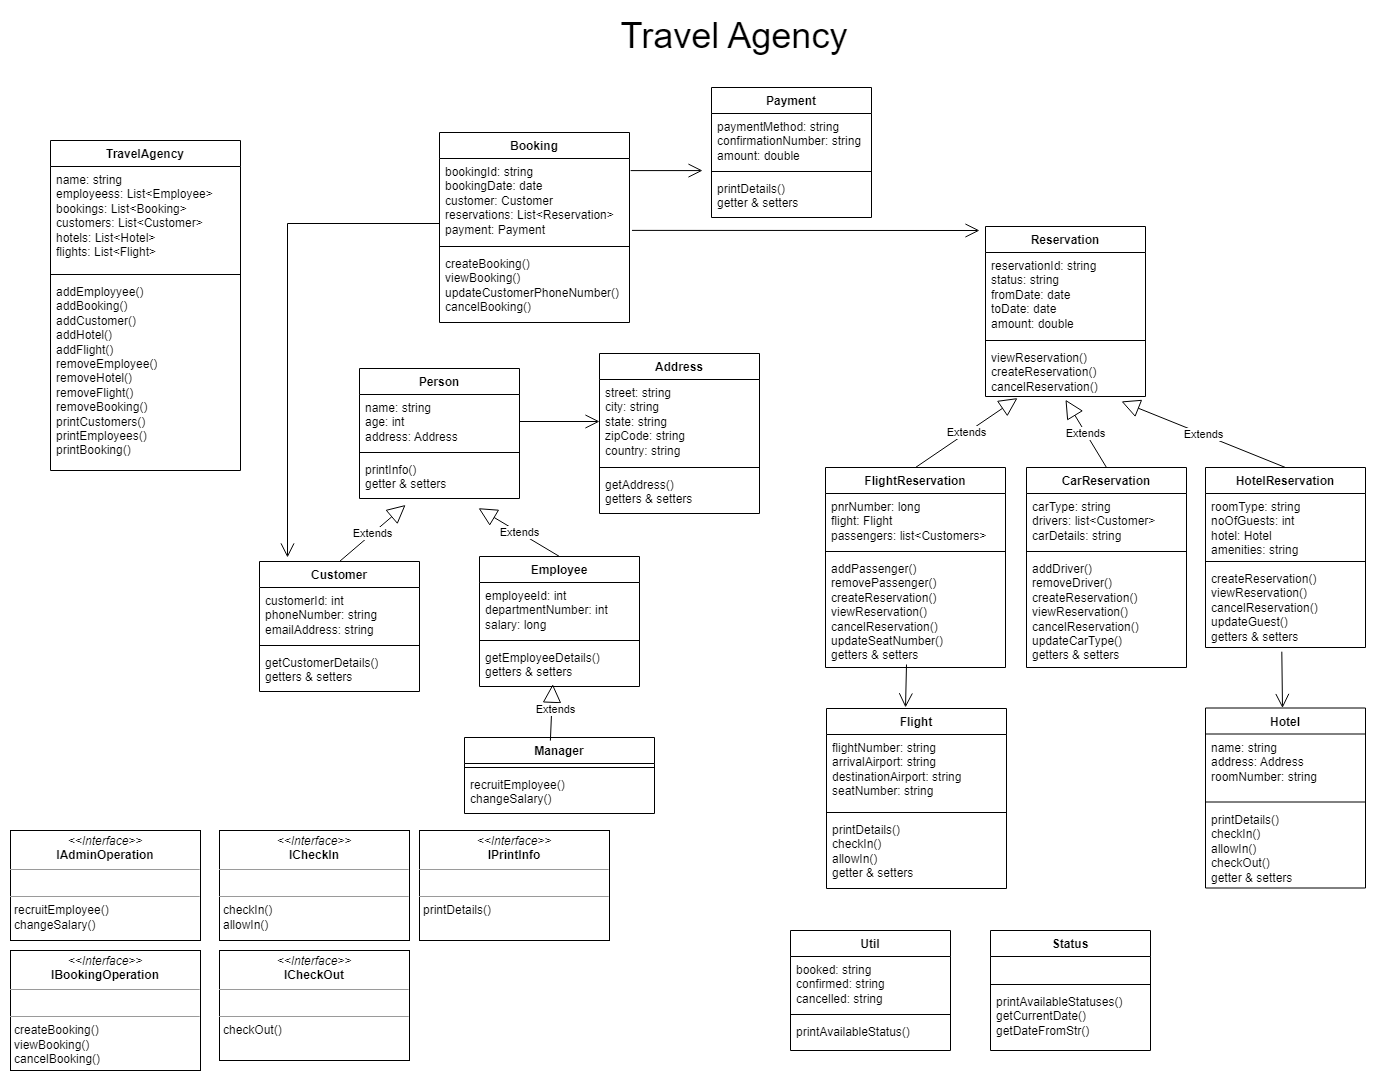 Travel Agency
Payment
paymentMethod: string
confirmationNumber: string
amount: double
printDetails()
getter & setters
TravelAgency
name: string
employeess: List<Employee>
bookings: List<Booking>
customers: List<Customer>
hotels: List<Hotel>
flights: List<Flight>
addEmployyee()
addBooking()
addCustomer()
addHotel()
addFlight()
removeEmployee()
removeHotel()
removeFlight()
removeBooking()
printCustomers()
printEmployees()
printBooking()
Booking
bookingId: string
bookingDate: date
customer: Customer
reservations: List<Reservation>
payment: Payment
createBooking()
viewBooking()
updateCustomerPhoneNumber()
cancelBooking()
Reservation
reservationId: string
status: string
fromDate: date
toDate: date
amount: double
viewReservation()
createReservation()
cancelReservation()
Person
name: string
age: int
address: Address
printInfo()
getter & setters
Address
street: string
city: string
state: string
zipCode: string
country: string
getAddress()
getters & setters
Extends
Extends
Extends
Extends
Extends
FlightReservation
pnrNumber: long
flight: Flight
passengers: list<Customers>
addPassenger()
removePassenger()
createReservation()
viewReservation()
cancelReservation()
updateSeatNumber()
getters & setters
CarReservation
carType: string
drivers: list<Customer>
carDetails: string
addDriver()
removeDriver()
createReservation()
viewReservation()
cancelReservation()
updateCarType()
getters & setters
HotelReservation
roomType: string
noOfGuests: int
hotel: Hotel
amenities: string
createReservation()
viewReservation()
cancelReservation()
updateGuest()
getters & setters
Customer
customerId: int
phoneNumber: string
emailAddress: string
getCustomerDetails()
getters & setters
Employee
employeeId: int
departmentNumber: int
salary: long
getEmployeeDetails()
getters & setters
Extends
Manager
recruitEmployee()
changeSalary()
Flight
flightNumber: string
arrivalAirport: string
destinationAirport: string
seatNumber: string
printDetails()
checkIn()
allowIn()
getter & setters
Hotel
name: string
address: Address
roomNumber: string
printDetails()
checkIn()
allowIn()
checkOut()
getter & setters
<<Interface>>
IAdminOperation
recruitEmployee()
changeSalary()
<<Interface>>
ICheckIn
checkIn()
allowIn()
<<Interface>>
IPrintInfo
printDetails()
<<Interface>>
IBookingOperation
createBooking()
viewBooking()
cancelBooking()
<<Interface>>
ICheckOut
checkOut()
Util
booked: string
confirmed: string
cancelled: string
printAvailableStatus()
Status
printAvailableStatuses()
getCurrentDate()
getDateFromStr()